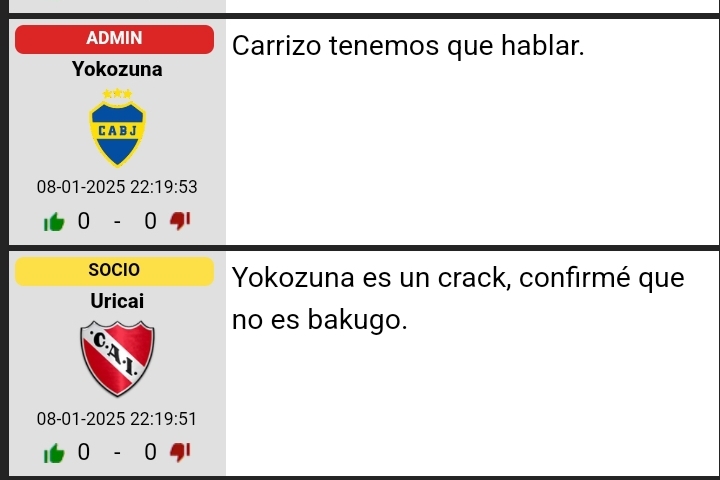 ADMIN
Yokozuna
CABJ
08-01-2025 22:19:53
0 - 0
Carrizo tenemos que hablar.
SOCIO
Uricai
C.A.I.
08-01-2025 22:19:51
0 - 0
Yokozuna es un crack, confirmé que
no es bakugo.